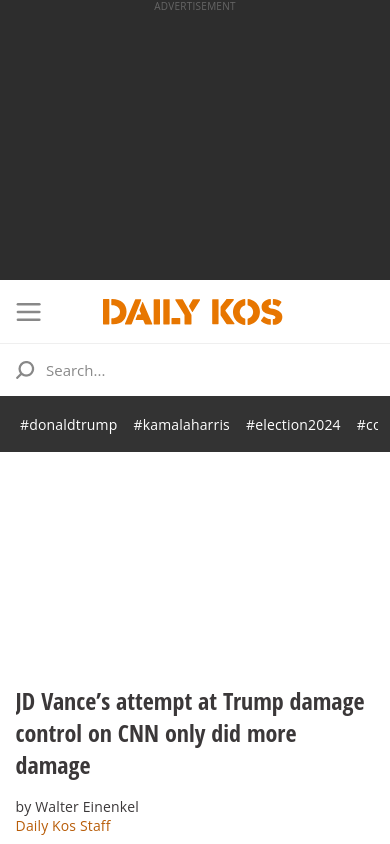 ADVERTISEMENT
DAILY KOS
Search...
#donaldtrump #kamalaharris #election2024
JD Vance’s attempt at Trump damage
control on CNN only did more
damage
by Walter Einenkel
Daily Kos Staff